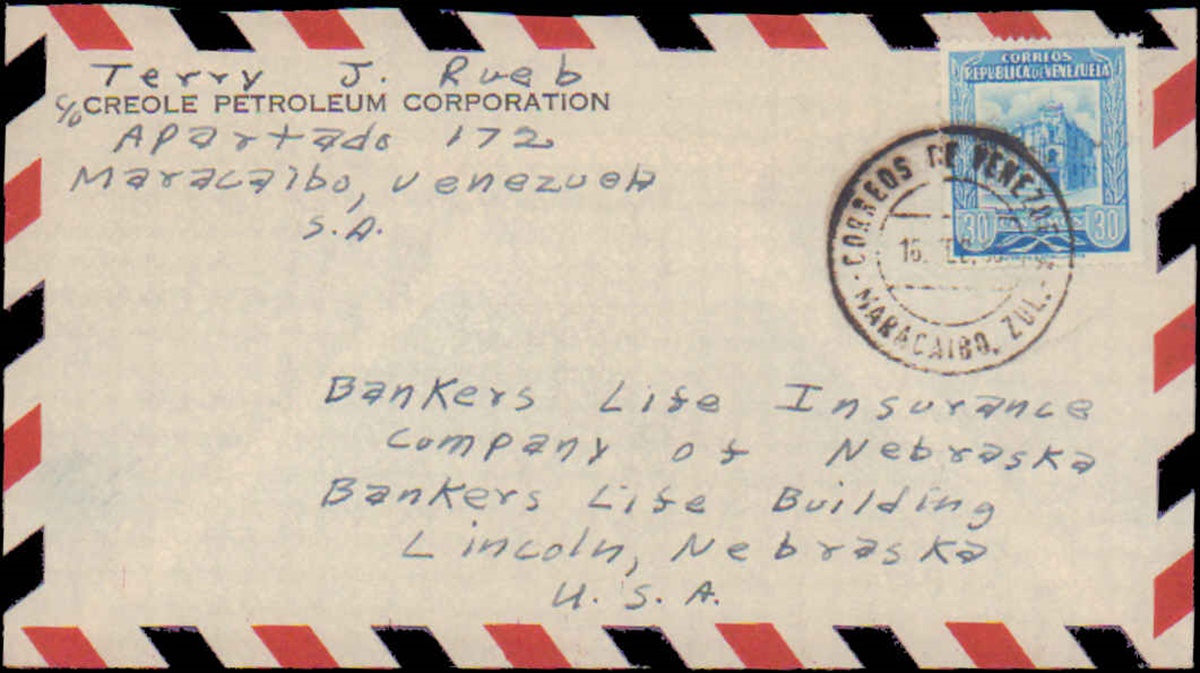 Terry J. Rueb
c/o CREOLE PETROLEUM CORPORATION
Apartado 172
Maracaibo, Venezuela
S.A.
CORREOS
REPUBLICA DE VENEZUELA
30 30
CORREOS DE VENEZUELA
16.
- MARACAIBO, ZUL. -
Bankers Life Insurance
Company of Nebraska
Bankers Life Building
Lincoln, Nebraska
U. S. A.